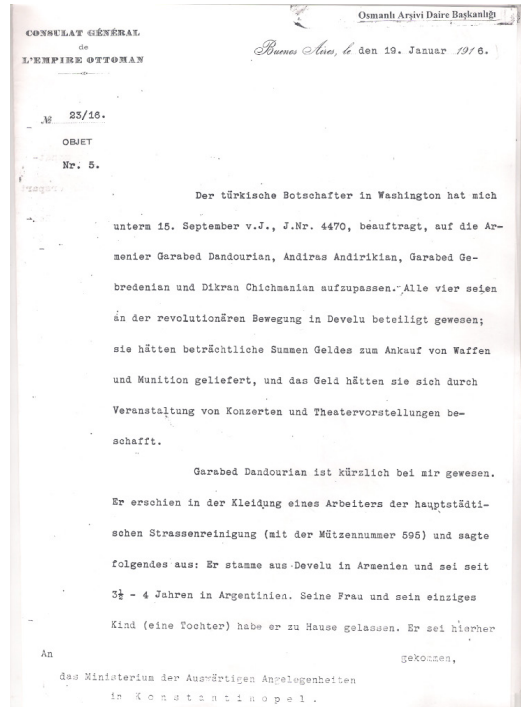 Osmanlı Arşivi Daire Başkanlığı
CONSULAT GÉNÉRAL
de
L'EMPIRE OTTOMAN
Buenos Aires, le den 19. Januar 1916.
№ 23/16.
OBJET
Nr. 5.
Der türkische Botschafter in Washington hat mich
unterm 15. September v.J., J.Nr. 4470, beauftragt, auf die Ar-
menier Garabed Dandourian, Andiras Andirikian, Garabed Ge-
bredenian und Dikran Chichmanian aufzupassen. Alle vier seien
an der revolutionären Bewegung in Develu beteiligt gewesen;
sie hätten beträchtliche Summen Geldes zum Ankauf von Waffen
und Munition geliefert, und das Geld hätten sie sich durch
Veranstaltung von Konzerten und Theatervorstellungen be-
schafft.
Garabed Dandourian ist kürzlich bei mir gewesen.
Er erschien in der Kleidung eines Arbeiters der hauptstädti-
schen Strassenreinigung (mit der Mützennummer 595) und sagte
folgendes aus: Er stamme aus Develu in Armenien und sei seit
3½ - 4 Jahren in Argentinien. Seine Frau und sein einziges
Kind (eine Tochter) habe er zu Hause gelassen. Er sei hierher
An
gekommen,
das Ministerium der Auswärtigen Angelegenheiten
in Konstantinopel.